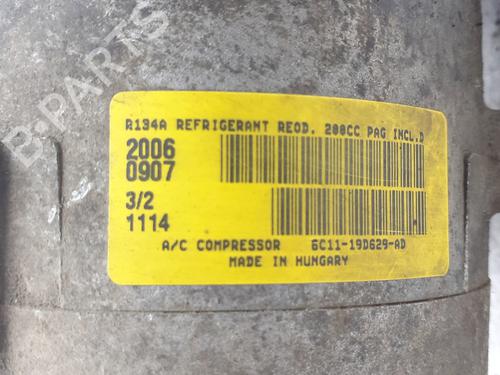 R134A REFRIGERANT REQD. 200CC PAG INCL.D
2006
0907
3/2
1114
A/C COMPRESSOR 6C11-19D629-AD
MADE IN HUNGARY
B-PARTS